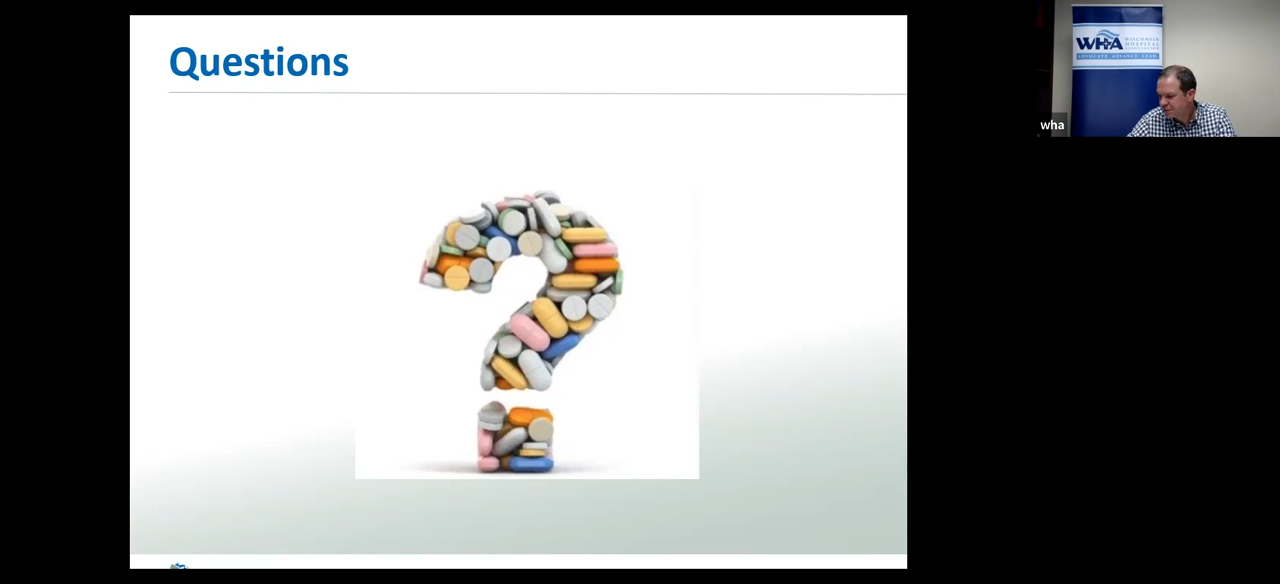 Questions
WHA
WISCONSIN
HOSPITAL
ASSOCIATION
ADVOCATE. ADVANCE. LEAD.
wha